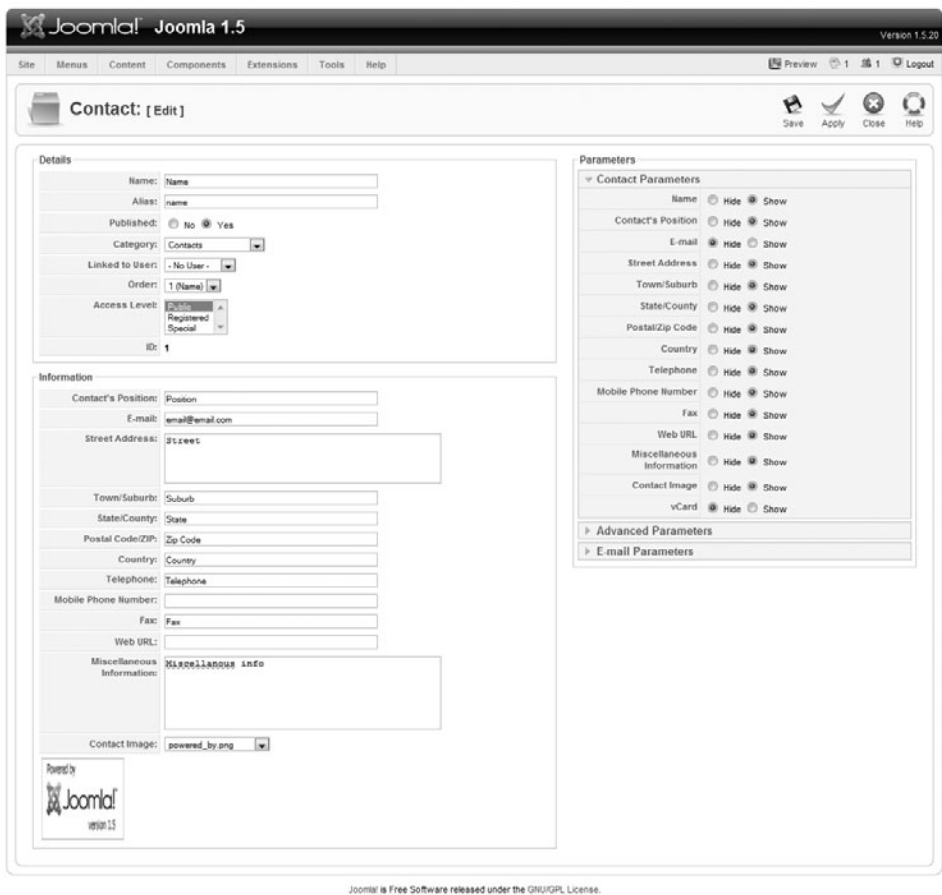 Joomla! Joomla 1.5
Version 1.5.20
Site Menus Content Components Extensions Tools Help Preview 1 1 Logout
Contact: [ Edit ]
Save Apply Close Help
Details
Name: Name
Alias: name
Published: No Yes
Category: Contacts
Linked to User: - No User -
Order: 1 (Name)
Access Level: Public
Registered
Special
ID: 1
Information
Contact's Position: Position
E-mail: email@email.com
Street Address: Street
Town/Suburb: Suburb
State/County: State
Postal Code/ZIP: Zip Code
Country: Country
Telephone: Telephone
Mobile Phone Number:
Fax: Fax
Web URL:
Miscellaneous Information: Miscellanous info
Contact Image: powered_by.png
Powered by
Joomla!
version 1.5
Parameters
Contact Parameters
Name Hide Show
Contact's Position Hide Show
E-mail Hide Show
Street Address Hide Show
Town/Suburb Hide Show
State/County Hide Show
Postal/Zip Code Hide Show
Country Hide Show
Telephone Hide Show
Mobile Phone Number Hide Show
Fax Hide Show
Web URL Hide Show
Miscellaneous Information Hide Show
Contact Image Hide Show
vCard Hide Show
Advanced Parameters
E-mail Parameters
Joomla! is Free Software released under the GNU/GPL License.